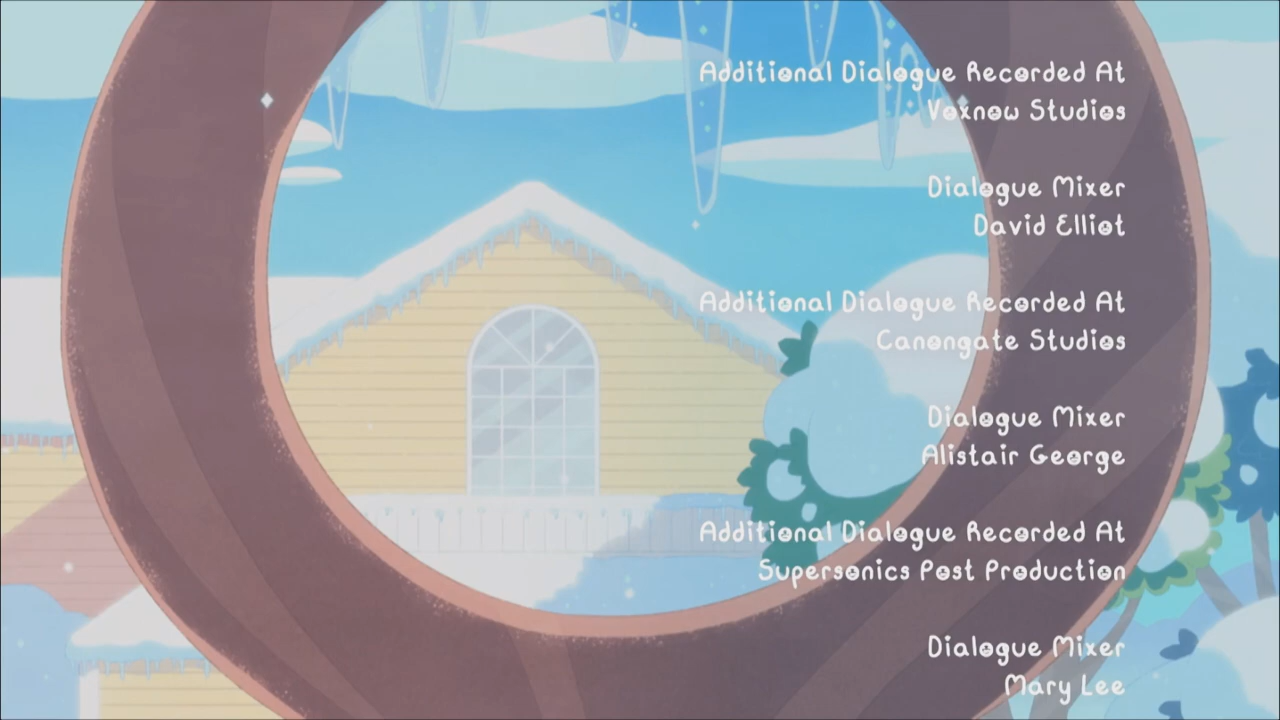 Additional Dialogue Recorded At
Voxnow Studios
Dialogue Mixer
David Elliot
Additional Dialogue Recorded At
Canongate Studios
Dialogue Mixer
Alistair George
Additional Dialogue Recorded At
Supersonics Post Production
Dialogue Mixer
Mary Lee